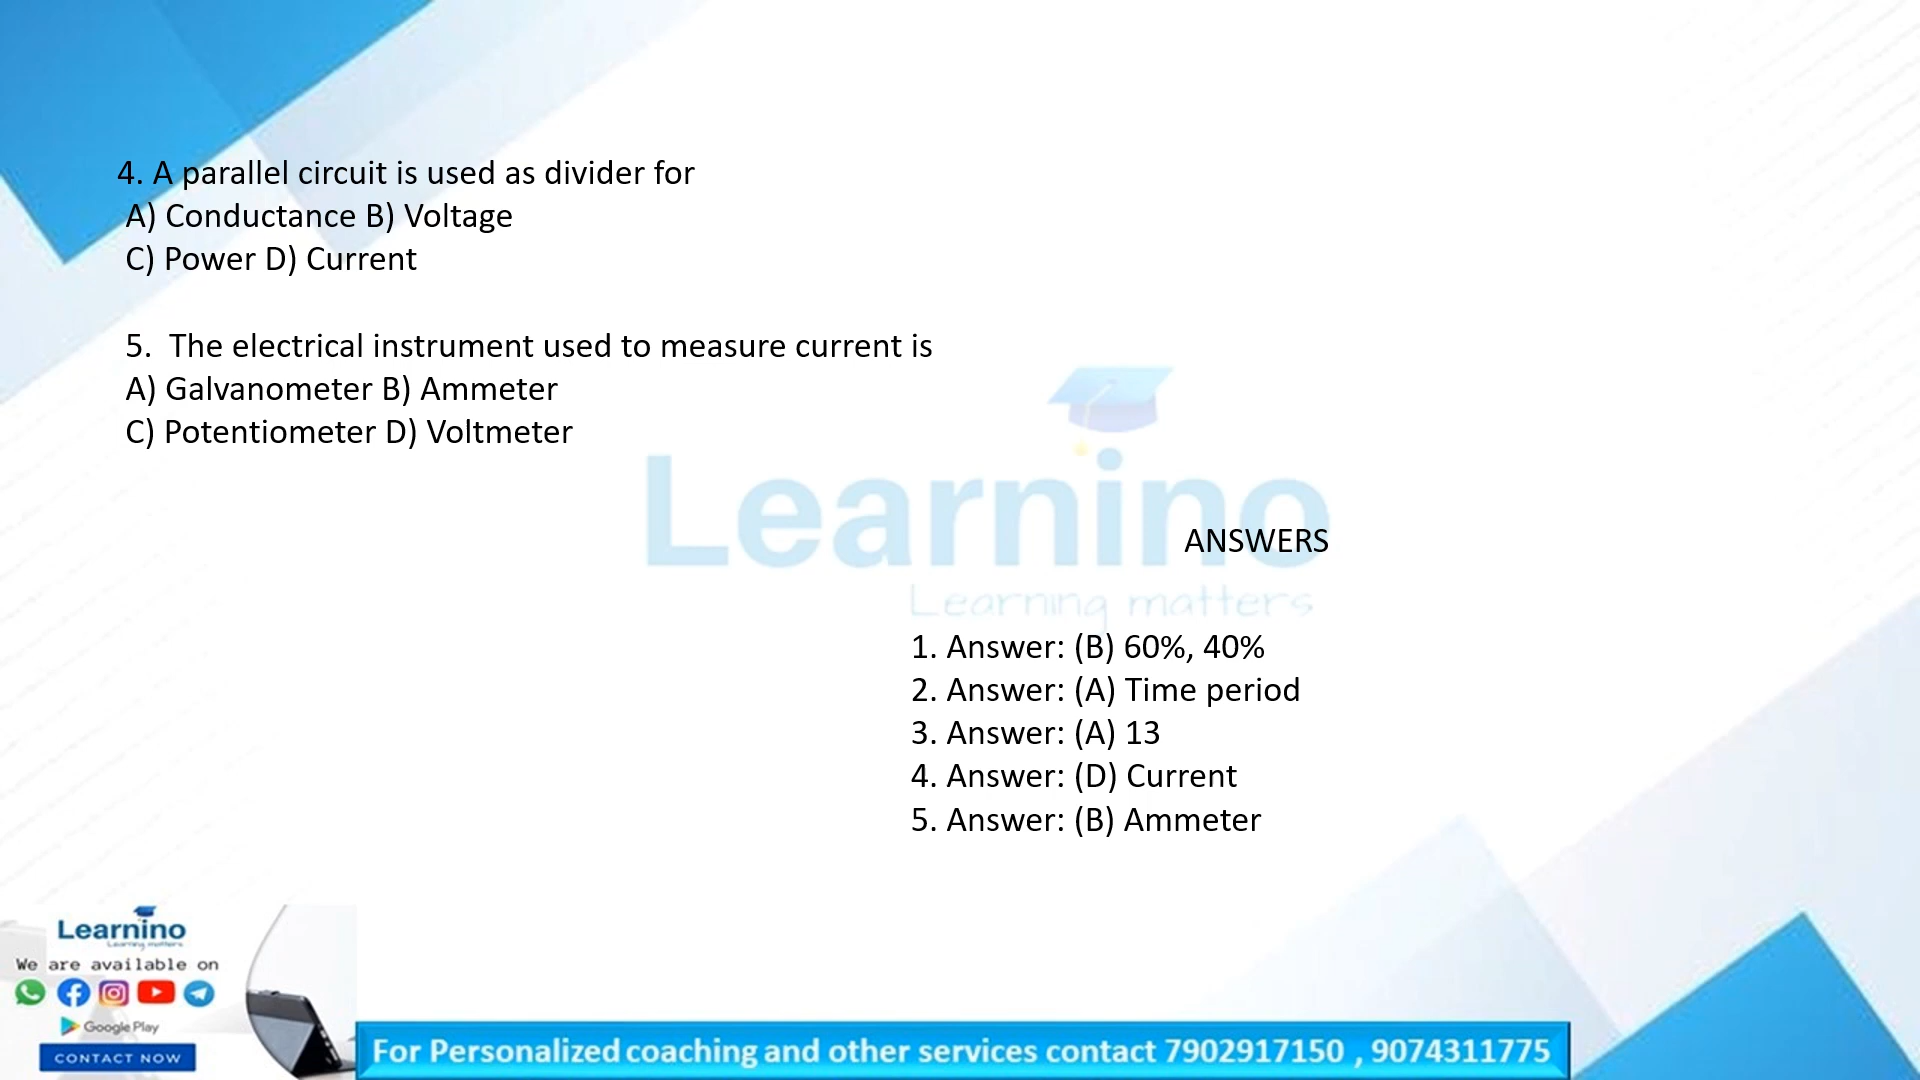 4. A parallel circuit is used as divider for
A) Conductance B) Voltage
C) Power D) Current
5. The electrical instrument used to measure current is
A) Galvanometer B) Ammeter
C) Potentiometer D) Voltmeter
Learnino
Learning matters
ANSWERS
1. Answer: (B) 60%, 40%
2. Answer: (A) Time period
3. Answer: (A) 13
4. Answer: (D) Current
5. Answer: (B) Ammeter
Learnino
Learning matters
We are available on
Google Play
CONTACT NOW
For Personalized coaching and other services contact 7902917150 , 9074311775